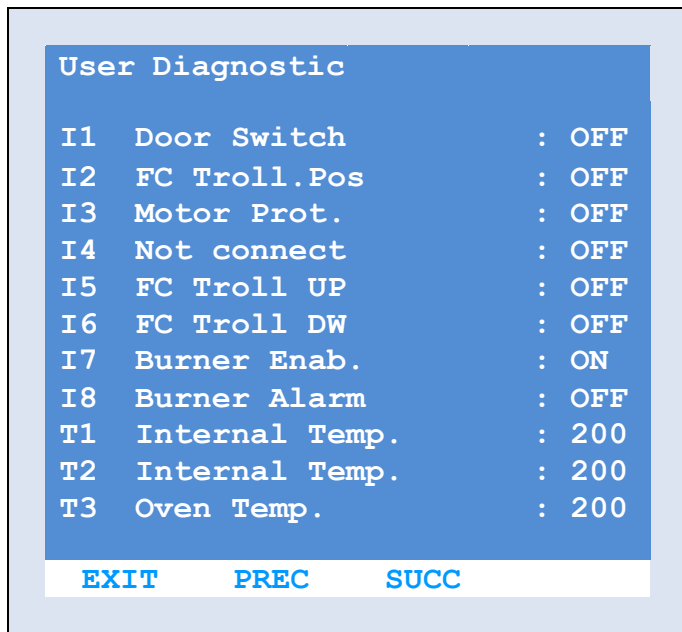 User Diagnostic
I1 Door Switch : OFF
I2 FC Troll.Pos : OFF
I3 Motor Prot. : OFF
I4 Not connect : OFF
I5 FC Troll UP : OFF
I6 FC Troll DW : OFF
I7 Burner Enab. : ON
I8 Burner Alarm : OFF
T1 Internal Temp. : 200
T2 Internal Temp. : 200
T3 Oven Temp. : 200
EXIT PREC SUCC